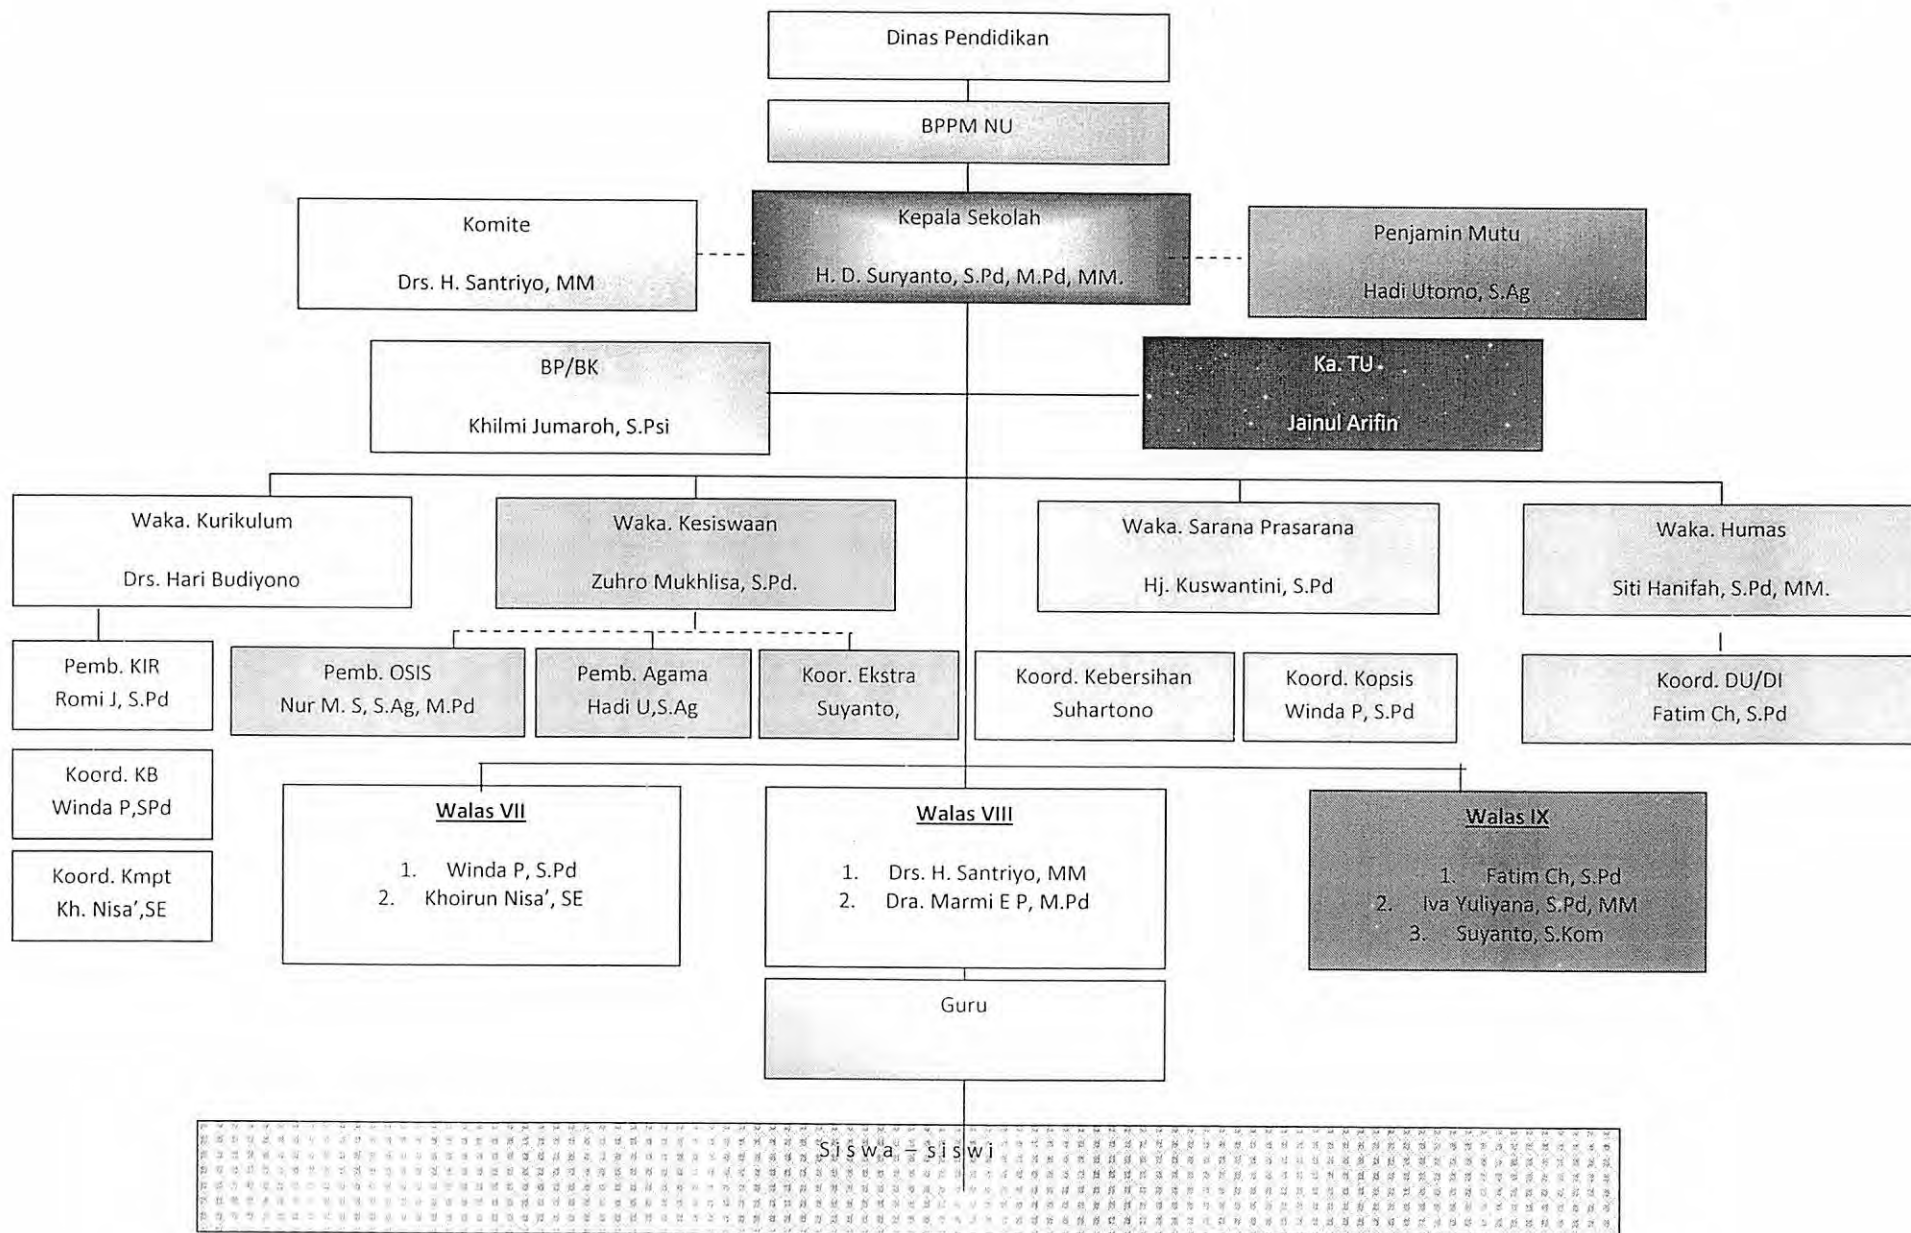 Dinas Pendidikan
BPPM NU
Komite
Drs. H. Santriyo, MM
Kepala Sekolah
H. D. Suryanto, S.Pd, M.Pd, MM.
Penjamin Mutu
Hadi Utomo, S.Ag
BP/BK
Khilmi Jumaroh, S.Psi
Ka. TU
Jainul Arifin
Waka. Kurikulum
Drs. Hari Budiyono
Waka. Kesiswaan
Zuhro Mukhlisa, S.Pd.
Waka. Sarana Prasarana
Hj. Kuswantini, S.Pd
Waka. Humas
Siti Hanifah, S.Pd, MM.
Pemb. KIR
Romi J, S.Pd
Pemb. OSIS
Nur M. S, S.Ag, M.Pd
Pemb. Agama
Hadi U,S.Ag
Koor. Ekstra
Suyanto,
Koord. Kebersihan
Suhartono
Koord. Kopsis
Winda P, S.Pd
Koord. DU/DI
Fatim Ch, S.Pd
Koord. KB
Winda P,SPd
Koord. Kmpt
Kh. Nisa’,SE
Walas VII
1. Winda P, S.Pd
2. Khoirun Nisa’, SE
Walas VIII
1. Drs. H. Santriyo, MM
2. Dra. Marmi E P, M.Pd
Walas IX
1. Fatim Ch, S.Pd
2. Iva Yuliyana, S.Pd, MM
3. Suyanto, S.Kom
Guru
Siswa – siswi